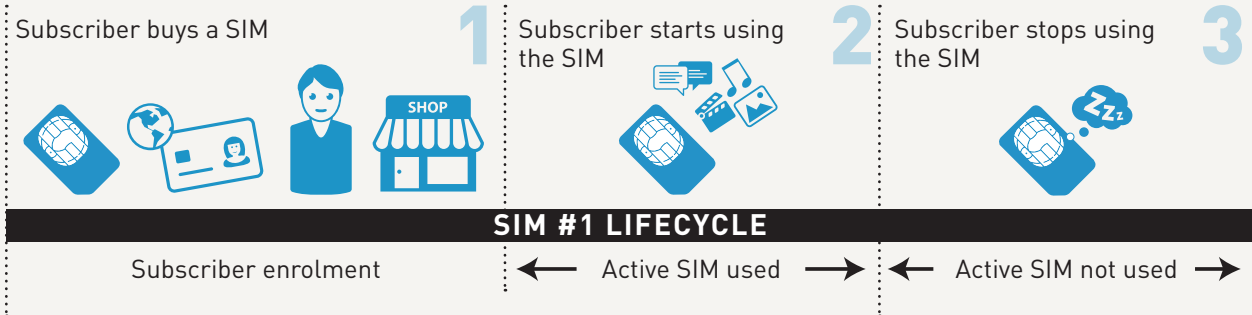 Subscriber buys a SIM
1
Subscriber starts using
the SIM
2
Subscriber stops using
the SIM
3
SHOP
ZZz
SIM #1 LIFECYCLE
Subscriber enrolment
Active SIM used
Active SIM not used